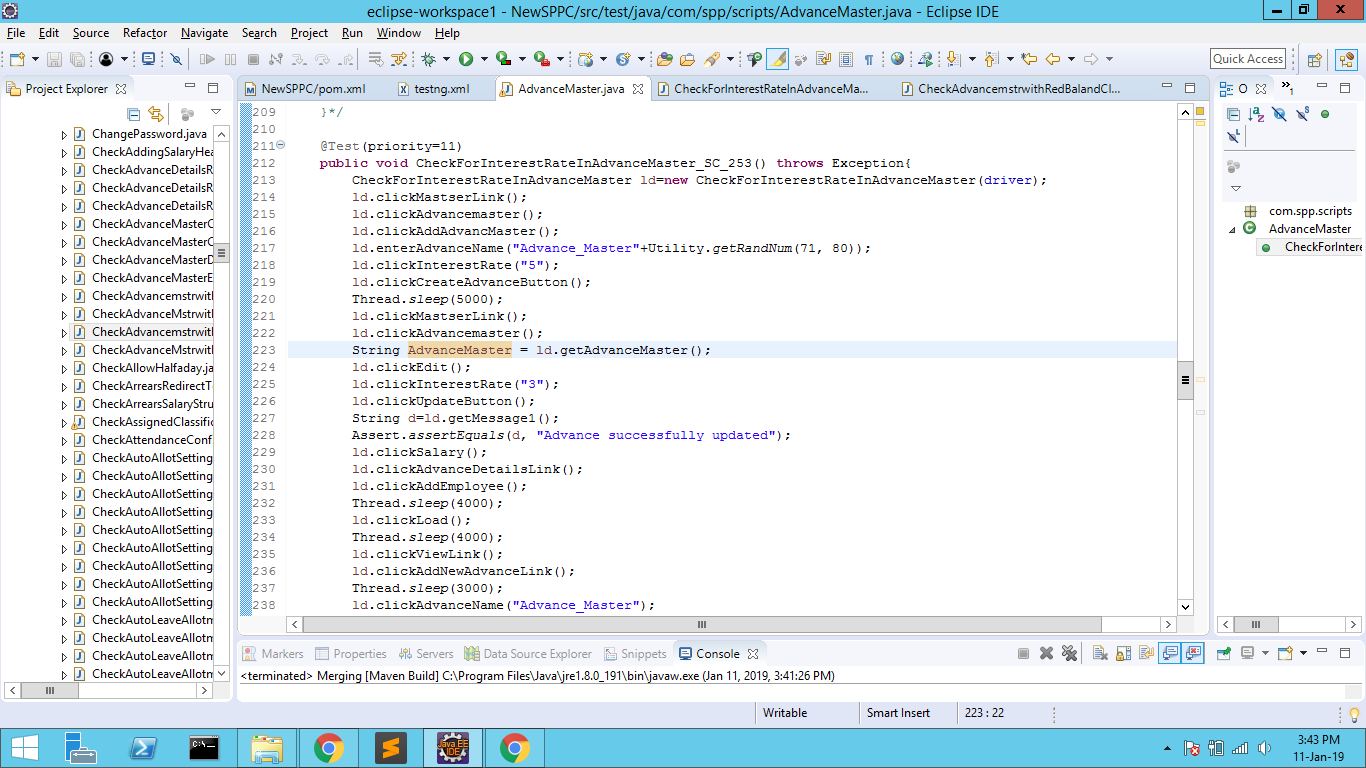 eclipse-workspace1 - NewSPPC/src/test/java/com/spp/scripts/AdvanceMaster.java - Eclipse IDE
File Edit Source Refactor Navigate Search Project Run Window Help
Quick Access
Project Explorer
NewSPPC/pom.xml testng.xml AdvanceMaster.java CheckForInterestRateInAdvanceMa... CheckAdvancemstrwithRedBalandCl...
ChangePassword.java
CheckAddingSalaryHea
CheckAdvanceDetailsR
CheckAdvanceDetailsR
CheckAdvanceDetailsR
CheckAdvanceMasterC
CheckAdvanceMasterC
CheckAdvanceMasterD
CheckAdvanceMasterE
CheckAdvancemstrwitl
CheckAdvanceMstrwitl
CheckAdvancemstrwitl
CheckAdvanceMstrwitl
CheckAllowHalfaday.ja
CheckArrearsRedirectT
CheckArrearsSalaryStru
CheckAssignedClassific
CheckAttendanceConf
CheckAutoAllotSetting
CheckAutoAllotSetting
CheckAutoAllotSetting
CheckAutoAllotSetting
CheckAutoAllotSetting
CheckAutoAllotSetting
CheckAutoAllotSetting
CheckAutoAllotSetting
CheckAutoAllotSetting
CheckAutoLeaveAllotm
CheckAutoLeaveAllotm
CheckAutoLeaveAllotm
CheckAutoLeaveAllotm
209 }*/
210
211 @Test(priority=11)
212 public void CheckForInterestRateInAdvanceMaster_SC_253() throws Exception{
213 CheckForInterestRateInAdvanceMaster ld=new CheckForInterestRateInAdvanceMaster(driver);
214 ld.clickMastserLink();
215 ld.clickAdvancemaster();
216 ld.clickAddAdvancMaster();
217 ld.enterAdvanceName("Advance_Master"+Utility.getRandNum(71, 80));
218 ld.clickInterestRate("5");
219 ld.clickCreateAdvanceButton();
220 Thread.sleep(5000);
221 ld.clickMastserLink();
222 ld.clickAdvancemaster();
223 String AdvanceMaster = ld.getAdvanceMaster();
224 ld.clickEdit();
225 ld.clickInterestRate("3");
226 ld.clickUpdateButton();
227 String d=ld.getMessage1();
228 Assert.assertEquals(d, "Advance successfully updated");
229 ld.clickSalary();
230 ld.clickAdvanceDetailsLink();
231 ld.clickAddEmployee();
232 Thread.sleep(4000);
233 ld.clickLoad();
234 Thread.sleep(4000);
235 ld.clickViewLink();
236 ld.clickAddNewAdvanceLink();
237 Thread.sleep(3000);
238 ld.clickAdvanceName("Advance_Master");
O
com.spp.scripts
AdvanceMaster
CheckForIntere
Markers Properties Servers Data Source Explorer Snippets Console
<terminated> Merging [Maven Build] C:\Program Files\Java\jre1.8.0_191\bin\javaw.exe (Jan 11, 2019, 3:41:26 PM)
Writable Smart Insert 223 : 22
Java EE
IDE
3:43 PM
11-Jan-19